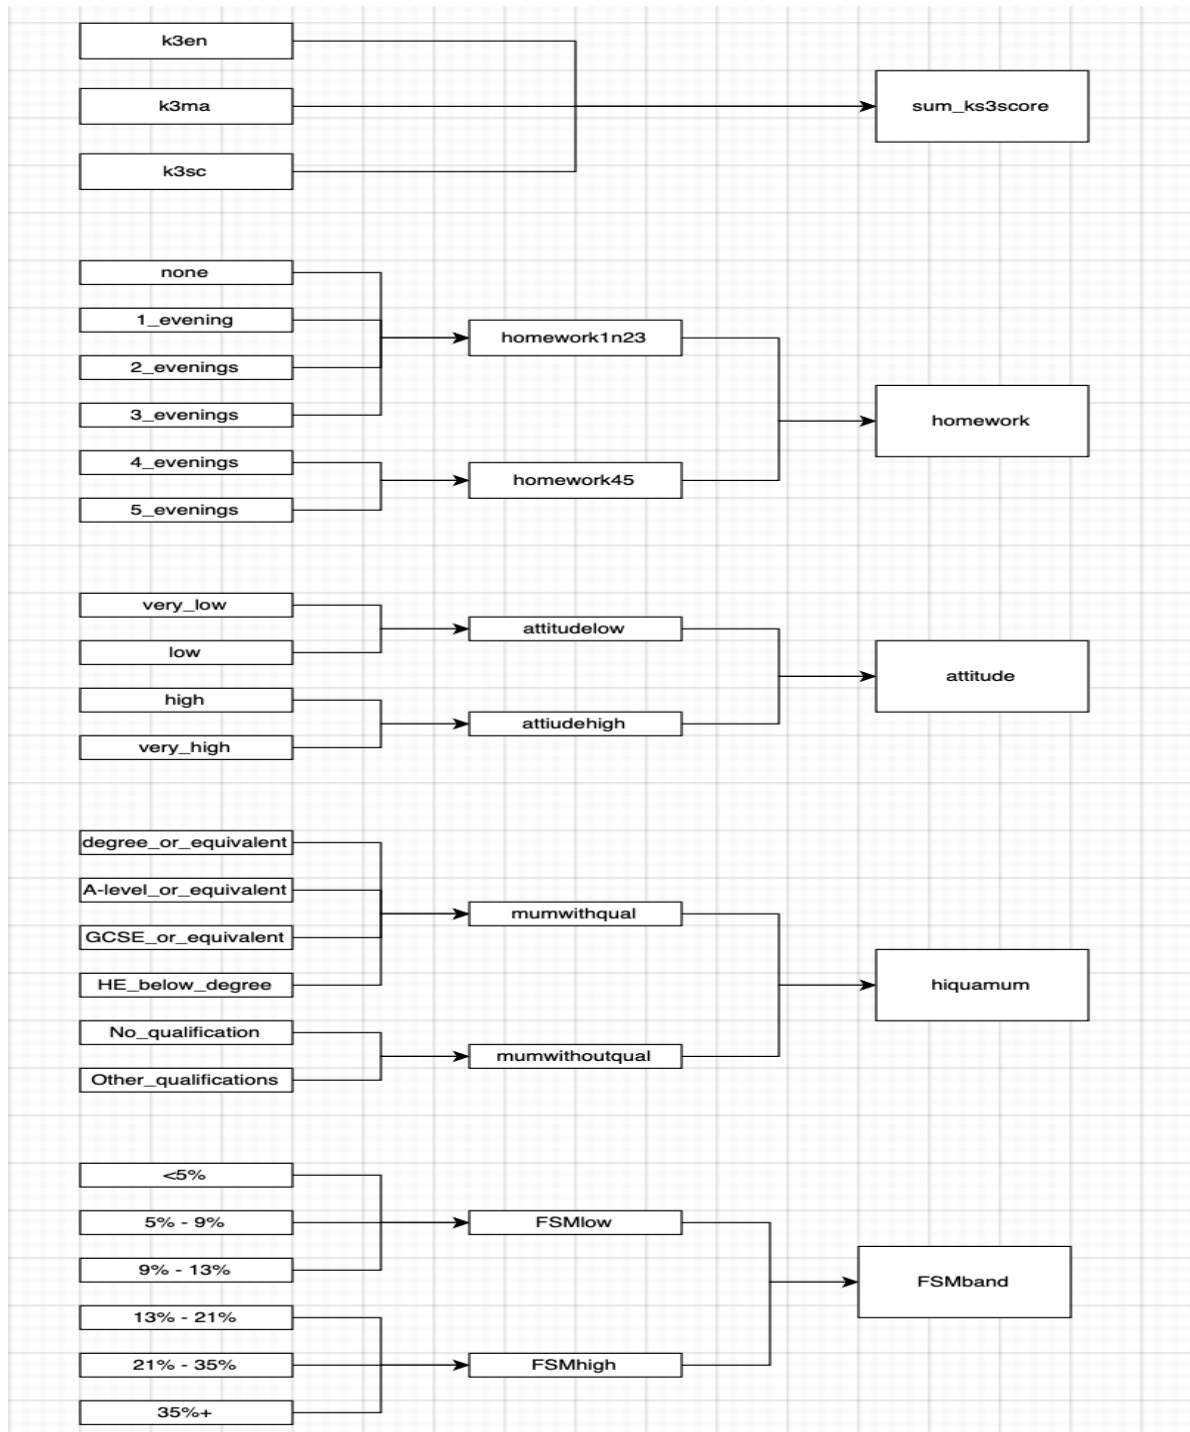 k3en
k3ma
sum_ks3score
k3sc
none
1_evening
homework1n23
2_evenings
3_evenings
homework
4_evenings
homework45
5_evenings
very_low
attitudelow
low
attitude
high
attiudehigh
very_high
degree_or_equivalent
A-level_or_equivalent
mumwithqual
GCSE_or_equivalent
HE_below_degree
hiquamum
No_qualification
mumwithoutqual
Other_qualifications
<5%
5% - 9%
FSMlow
9% - 13%
FSMband
13% - 21%
21% - 35%
FSMhigh
35%+